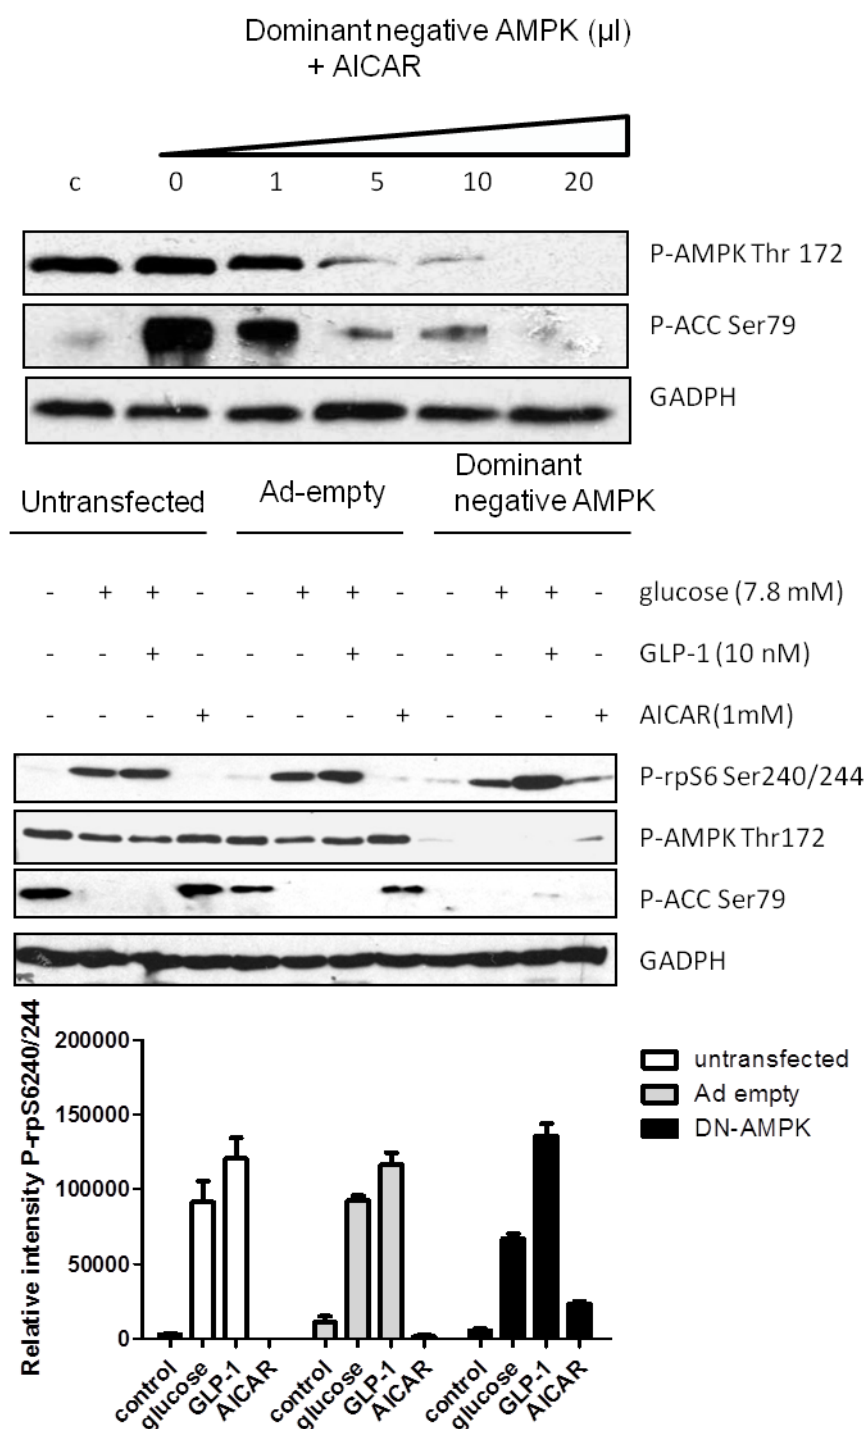 Dominant negative AMPK (µl)
+ AICAR
c 0 1 5 10 20
P-AMPK Thr 172
P-ACC Ser79
GADPH
Untransfected Ad-empty Dominant
negative AMPK
- + + - - + + - - + + - glucose (7.8 mM)
- - + - - - + - - - + - GLP-1 (10 nM)
- - - + - - - + - - - + AICAR(1mM)
P-rpS6 Ser240/244
P-AMPK Thr172
P-ACC Ser79
GADPH
Relative intensity P-rpS6240/244
200000
150000
100000
50000
0
control glucose GLP-1 AICAR control glucose GLP-1 AICAR control glucose GLP-1 AICAR
untransfected
Ad empty
DN-AMPK